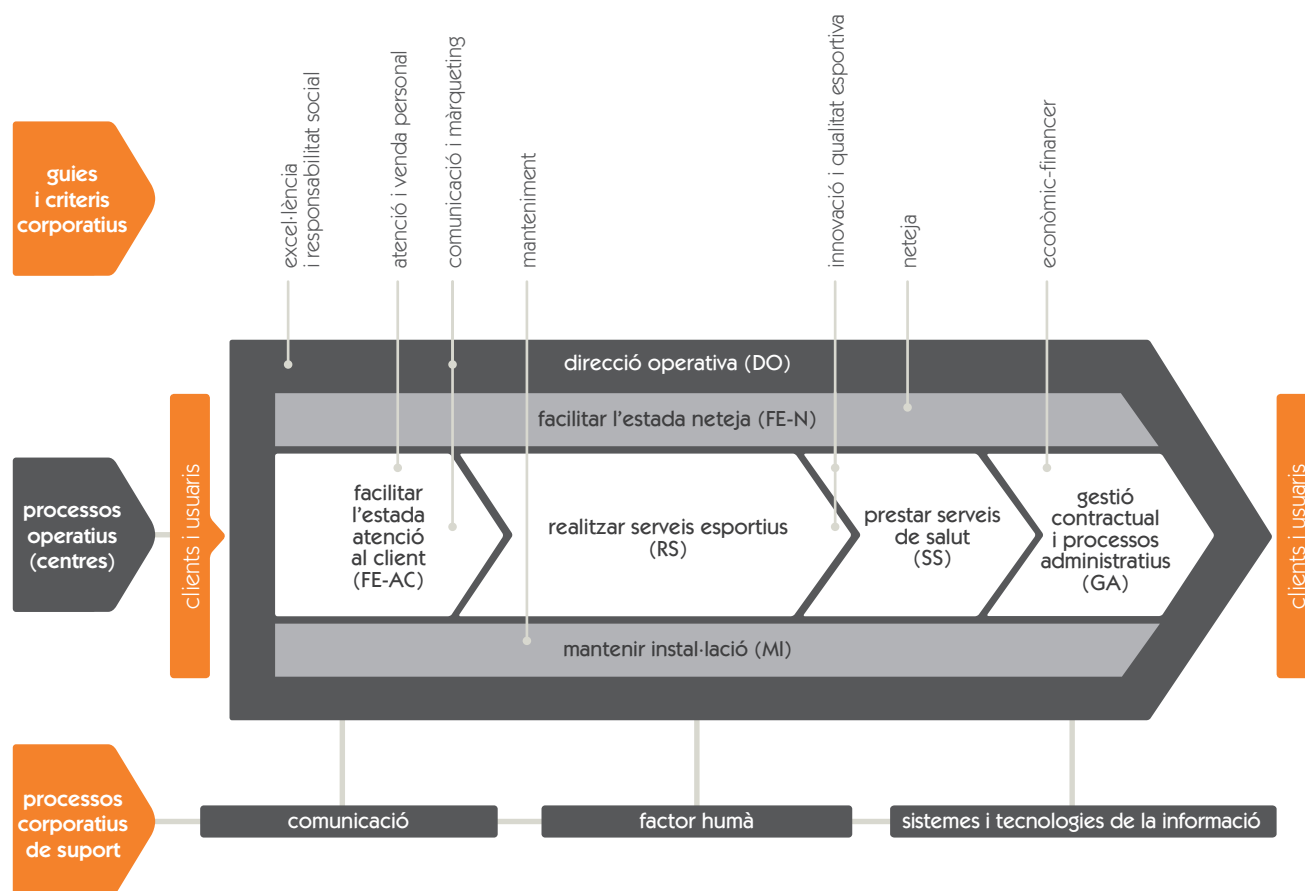 guies
i criteris
corporatius
excel·lència
i responsabilitat social
atenció i venda personal
comunicació i màrqueting
manteniment
innovació i qualitat esportiva
neteja
econòmic-financer
processos
operatius
(centres)
clients i usuaris
direcció operativa (DO)
facilitar l’estada neteja (FE-N)
facilitar
l’estada
atenció
al client
(FE-AC)
realitzar serveis esportius
(RS)
prestar serveis
de salut
(SS)
gestió
contractual
i processos
administratius
(GA)
mantenir instal·lació (MI)
clients i usuaris
processos
corporatius
de suport
comunicació
factor humà
sistemes i tecnologies de la informació